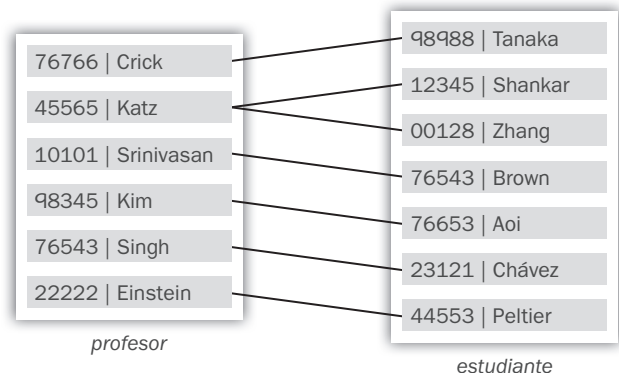 76766 | Crick
45565 | Katz
10101 | Srinivasan
98345 | Kim
76543 | Singh
22222 | Einstein
profesor
98988 | Tanaka
12345 | Shankar
00128 | Zhang
76543 | Brown
76653 | Aoi
23121 | Chávez
44553 | Peltier
estudiante